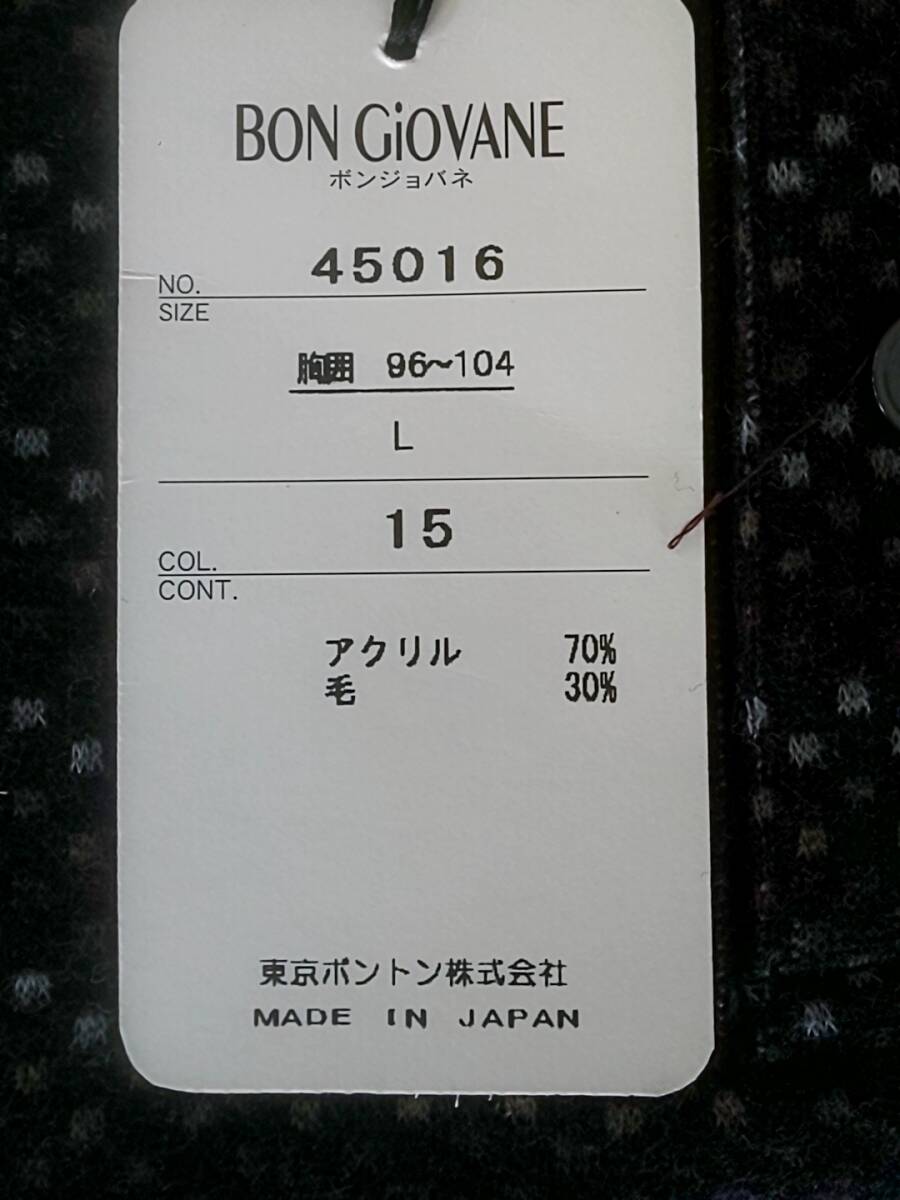 BON GiOVANE
ボンジョバネ
NO. 45016
SIZE
胸囲 96~104
L
COL. 15
CONT.
アクリル 70%
毛 30%
東京ボントン株式会社
MADE IN JAPAN